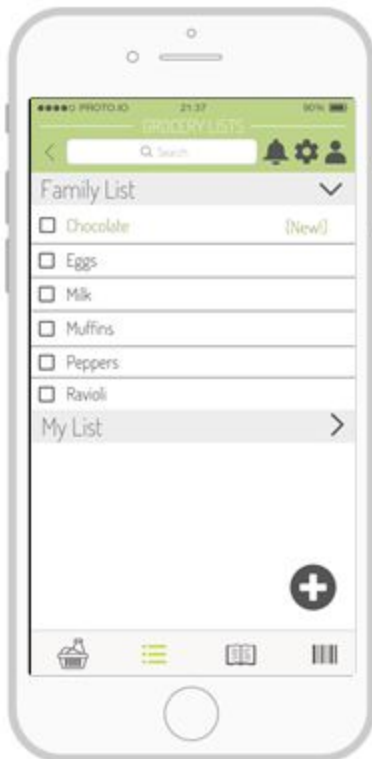 PROTO.IO 21:37 90%
GROCERY LISTS
Search
Family List
Chocolate (New!)
Eggs
Milk
Muffins
Peppers
Ravioli
My List